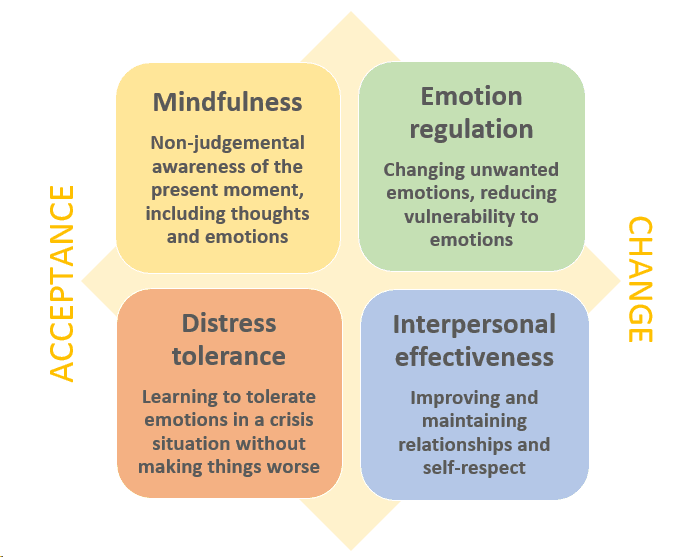 Mindfulness
Non-judgemental
awareness of the
present moment,
including thoughts
and emotions
Emotion
regulation
Changing unwanted
emotions, reducing
vulnerability to
emotions
ACCEPTANCE
CHANGE
Distress
tolerance
Learning to tolerate
emotions in a crisis
situation without
making things worse
Interpersonal
effectiveness
Improving and
maintaining
relationships and
self-respect